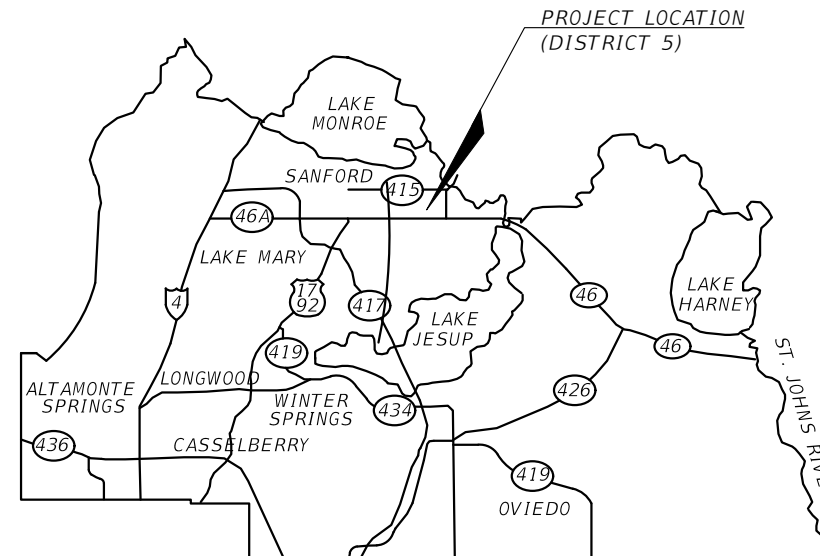 PROJECT LOCATION
(DISTRICT 5)
LAKE
MONROE
SANFORD
415
46A
LAKE MARY
4
17
92
417
46
LAKE
HARNEY
LAKE
JESUP
419
46
ST. JOHNS RIVE
LONGWOOD
ALTAMONTE
SPRINGS
WINTER
SPRINGS
434
426
436
CASSELBERRY
419
OVIEDO